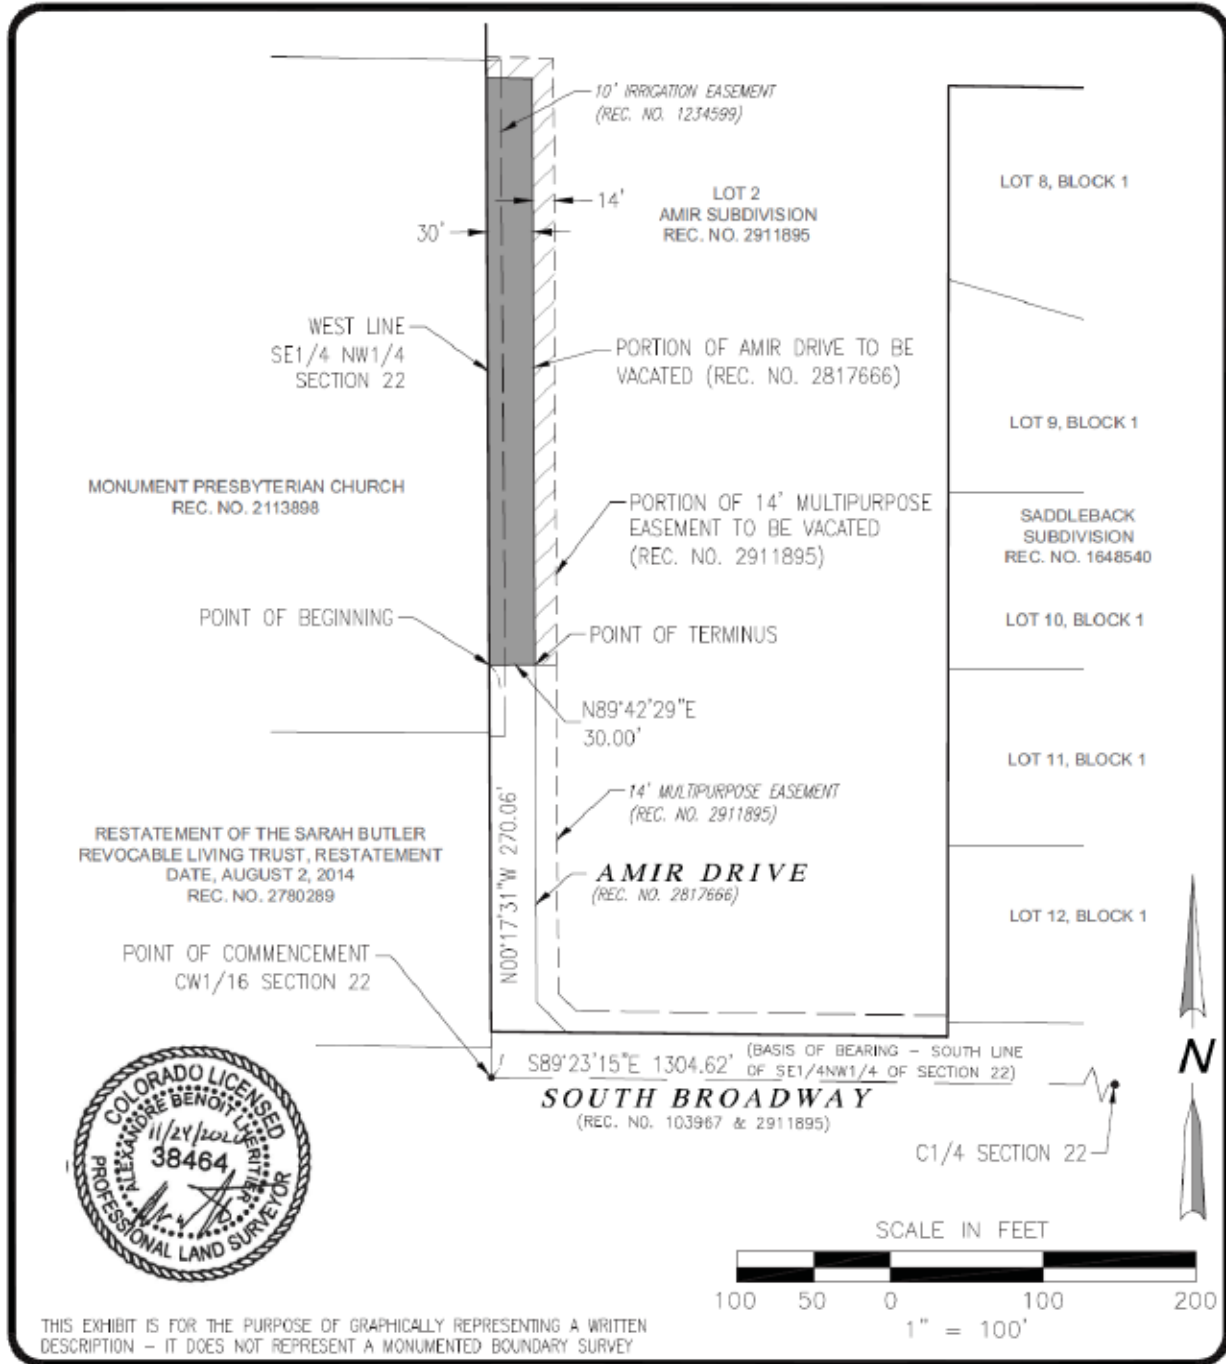 10' IRRIGATION EASEMENT
(REC. NO. 1234599)
LOT 8, BLOCK 1
LOT 2
AMIR SUBDIVISION
REC. NO. 2911895
14'
30'
WEST LINE
SE1/4 NW1/4
SECTION 22
PORTION OF AMIR DRIVE TO BE
VACATED (REC. NO. 2817666)
LOT 9, BLOCK 1
MONUMENT PRESBYTERIAN CHURCH
REC. NO. 2113898
PORTION OF 14' MULTIPURPOSE
EASEMENT TO BE VACATED
(REC. NO. 2911895)
SADDLEBACK
SUBDIVISION
REC. NO. 1648540
POINT OF BEGINNING
POINT OF TERMINUS
LOT 10, BLOCK 1
N89°42'29"E
30.00'
LOT 11, BLOCK 1
14' MULTIPURPOSE EASEMENT
(REC. NO. 2911895)
N00°17'31"W 270.06'
RESTATEMENT OF THE SARAH BUTLER
REVOCABLE LIVING TRUST, RESTATEMENT
DATE, AUGUST 2, 2014
REC. NO. 2780289
AMIR DRIVE
(REC. NO. 2817666)
LOT 12, BLOCK 1
POINT OF COMMENCEMENT
CW1/16 SECTION 22
S89°23'15"E 1304.62'
(BASIS OF BEARING - SOUTH LINE
OF SE1/4NW1/4 OF SECTION 22)
SOUTH BROADWAY
(REC. NO. 103967 & 2911895)
C1/4 SECTION 22
N
COLORADO LICENSED
ALEXANDRE BENOIT LHERITIER
11/24/2020
38464
PROFESSIONAL LAND SURVEYOR
SCALE IN FEET
100 50 0 100 200
1" = 100'
THIS EXHIBIT IS FOR THE PURPOSE OF GRAPHICALLY REPRESENTING A WRITTEN
DESCRIPTION - IT DOES NOT REPRESENT A MONUMENTED BOUNDARY SURVEY